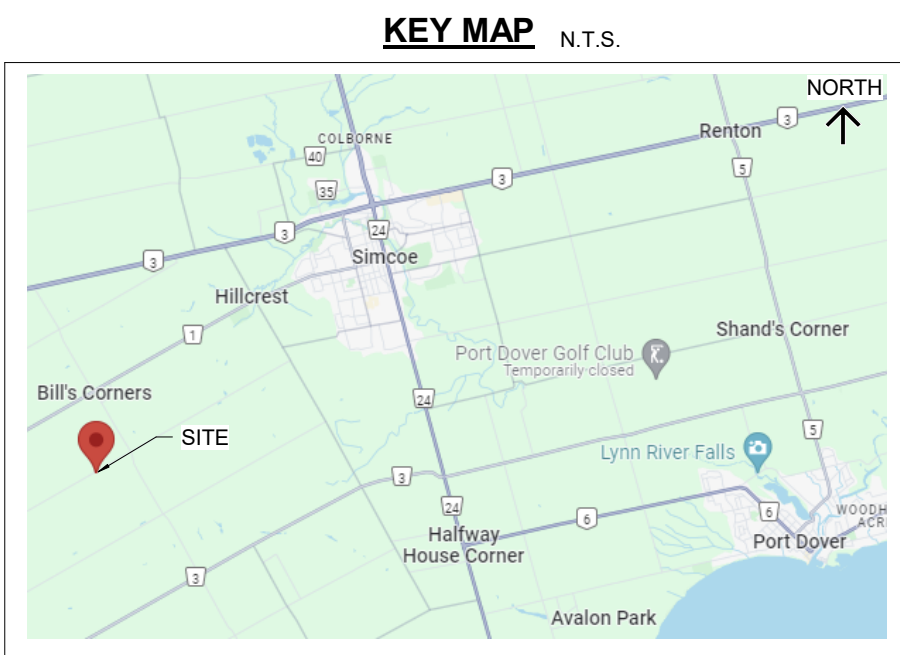 KEY MAP N.T.S.
NORTH
3
Renton
COLBORNE
40
5
35
3
24
3
3
Simcoe
Hillcrest
1
Shand's Corner
Port Dover Golf Club
Temporarily closed
Bill's Corners
24
SITE
5
Lynn River Falls
3
24
6
6
WOODH
ACRE
Halfway
House Corner
Port Dover
3
Avalon Park